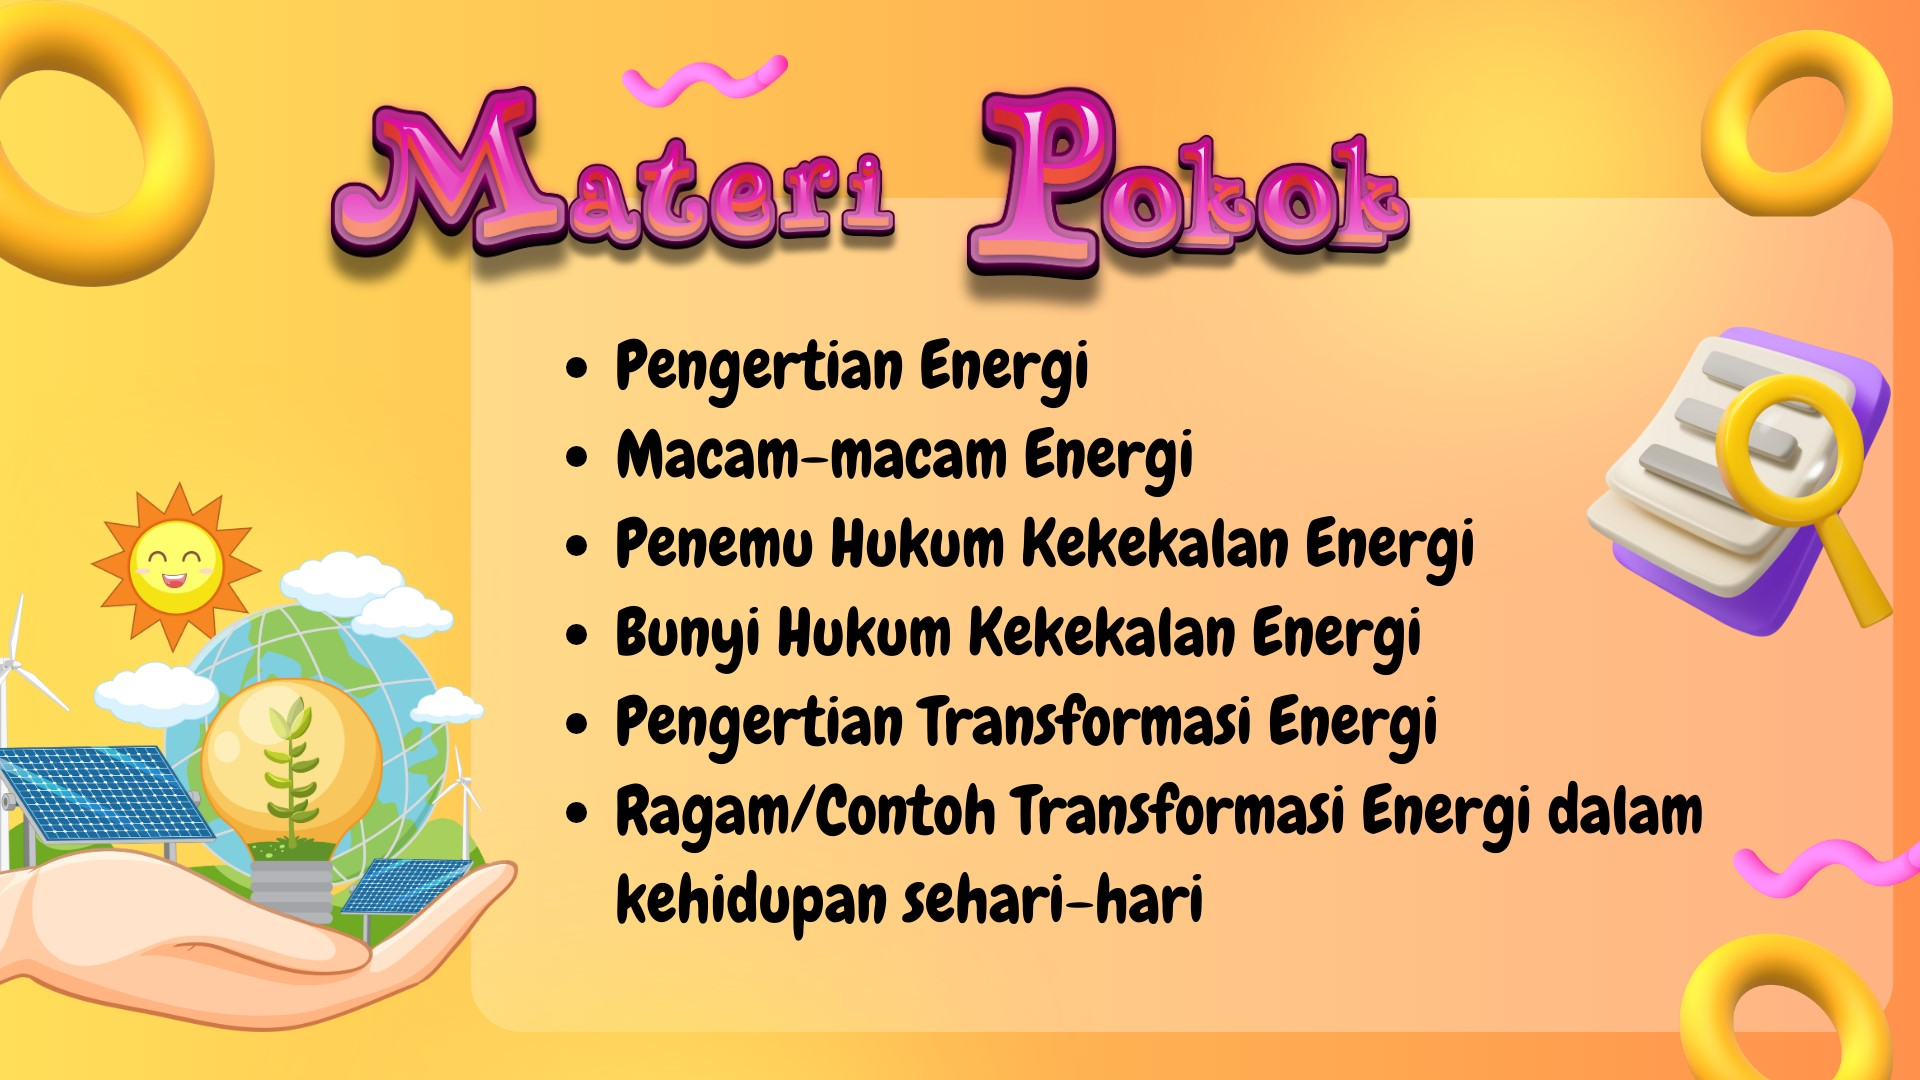 Materi Pokok
• Pengertian Energi
• Macam-macam Energi
• Penemu Hukum Kekekalan Energi
• Bunyi Hukum Kekekalan Energi
• Pengertian Transformasi Energi
• Ragam/Contoh Transformasi Energi dalam
kehidupan sehari-hari